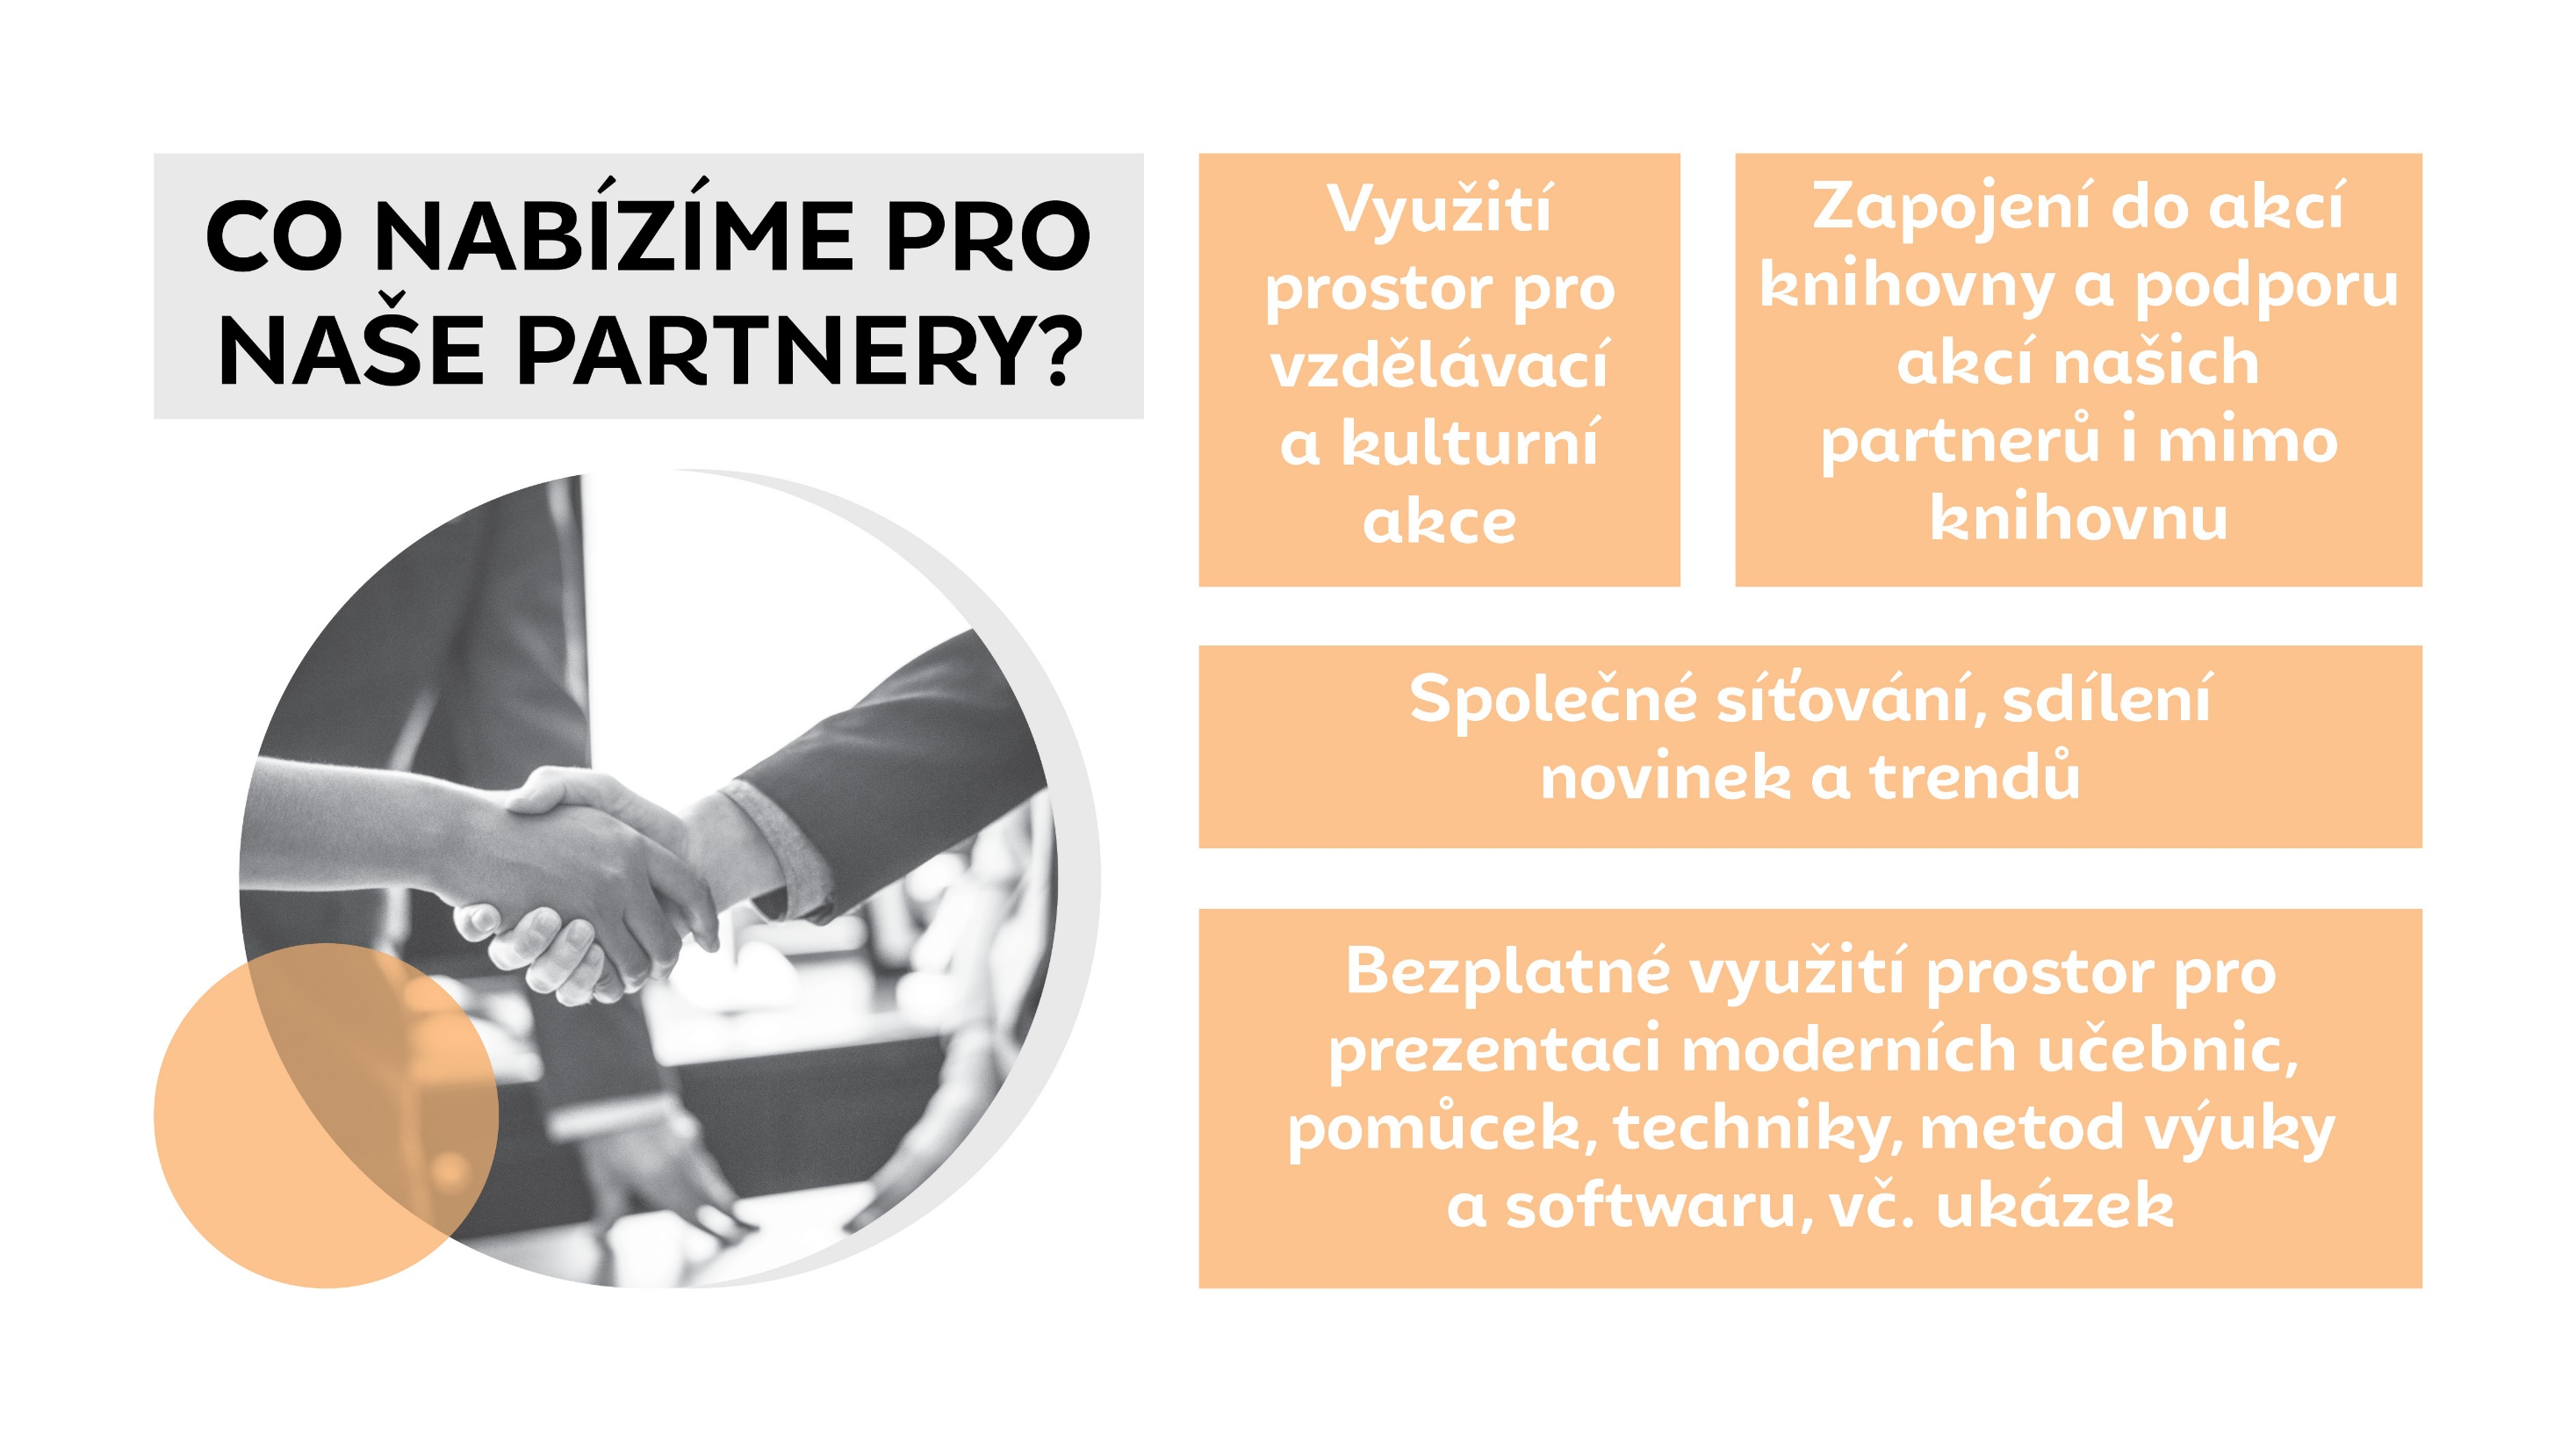 CO NABÍZÍME PRO
NAŠE PARTNERY?
Využití
prostor pro
vzdělávací
a kulturní
akce
Zapojení do akcí
knihovny a podporu
akcí našich
partnerů i mimo
knihovnu
Společné síťování, sdílení
novinek a trendů
Bezplatné využití prostor pro
prezentaci moderních učebnic,
pomůcek, techniky, metod výuky
a softwaru, vč. ukázek